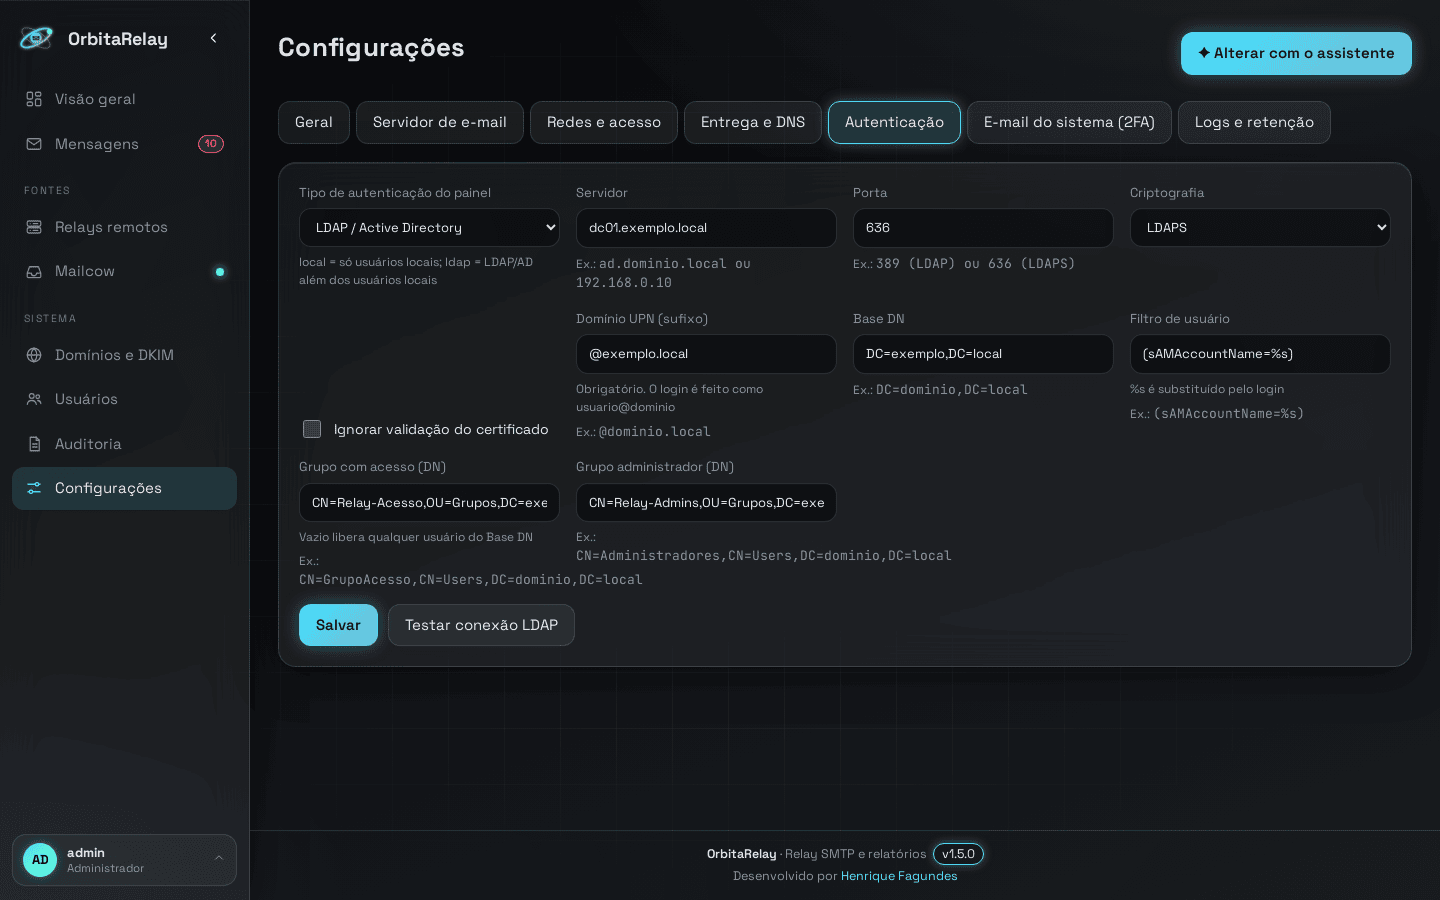 OrbitaRelay
Visão geral
Mensagens
10
FONTES
Relays remotos
Mailcow
SISTEMA
Domínios e DKIM
Usuários
Auditoria
Configurações
AD
admin
Administrador
Configurações
✦ Alterar com o assistente
Geral
Servidor de e-mail
Redes e acesso
Entrega e DNS
Autenticação
E-mail do sistema (2FA)
Logs e retenção
Tipo de autenticação do painel
LDAP / Active Directory
local = só usuários locais; ldap = LDAP/AD
além dos usuários locais
Servidor
dc01.exemplo.local
Ex.: ad.dominio.local ou
192.168.0.10
Porta
636
Ex.: 389 (LDAP) ou 636 (LDAPS)
Criptografia
LDAPS
Ignorar validação do certificado
Domínio UPN (sufixo)
@exemplo.local
Obrigatório. O login é feito como
usuario@dominio
Ex.: @dominio.local
Base DN
DC=exemplo,DC=local
Ex.: DC=dominio,DC=local
Filtro de usuário
(sAMAccountName=%s)
%s é substituído pelo login
Ex.: (sAMAccountName=%s)
Grupo com acesso (DN)
CN=Relay-Acesso,OU=Grupos,DC=exe
Vazio libera qualquer usuário do Base DN
Ex.:
CN=GrupoAcesso,CN=Users,DC=dominio,DC=local
Grupo administrador (DN)
CN=Relay-Admins,OU=Grupos,DC=exe
Ex.:
CN=Administradores,CN=Users,DC=dominio,DC=local
Salvar
Testar conexão LDAP
OrbitaRelay · Relay SMTP e relatórios v1.5.0
Desenvolvido por Henrique Fagundes